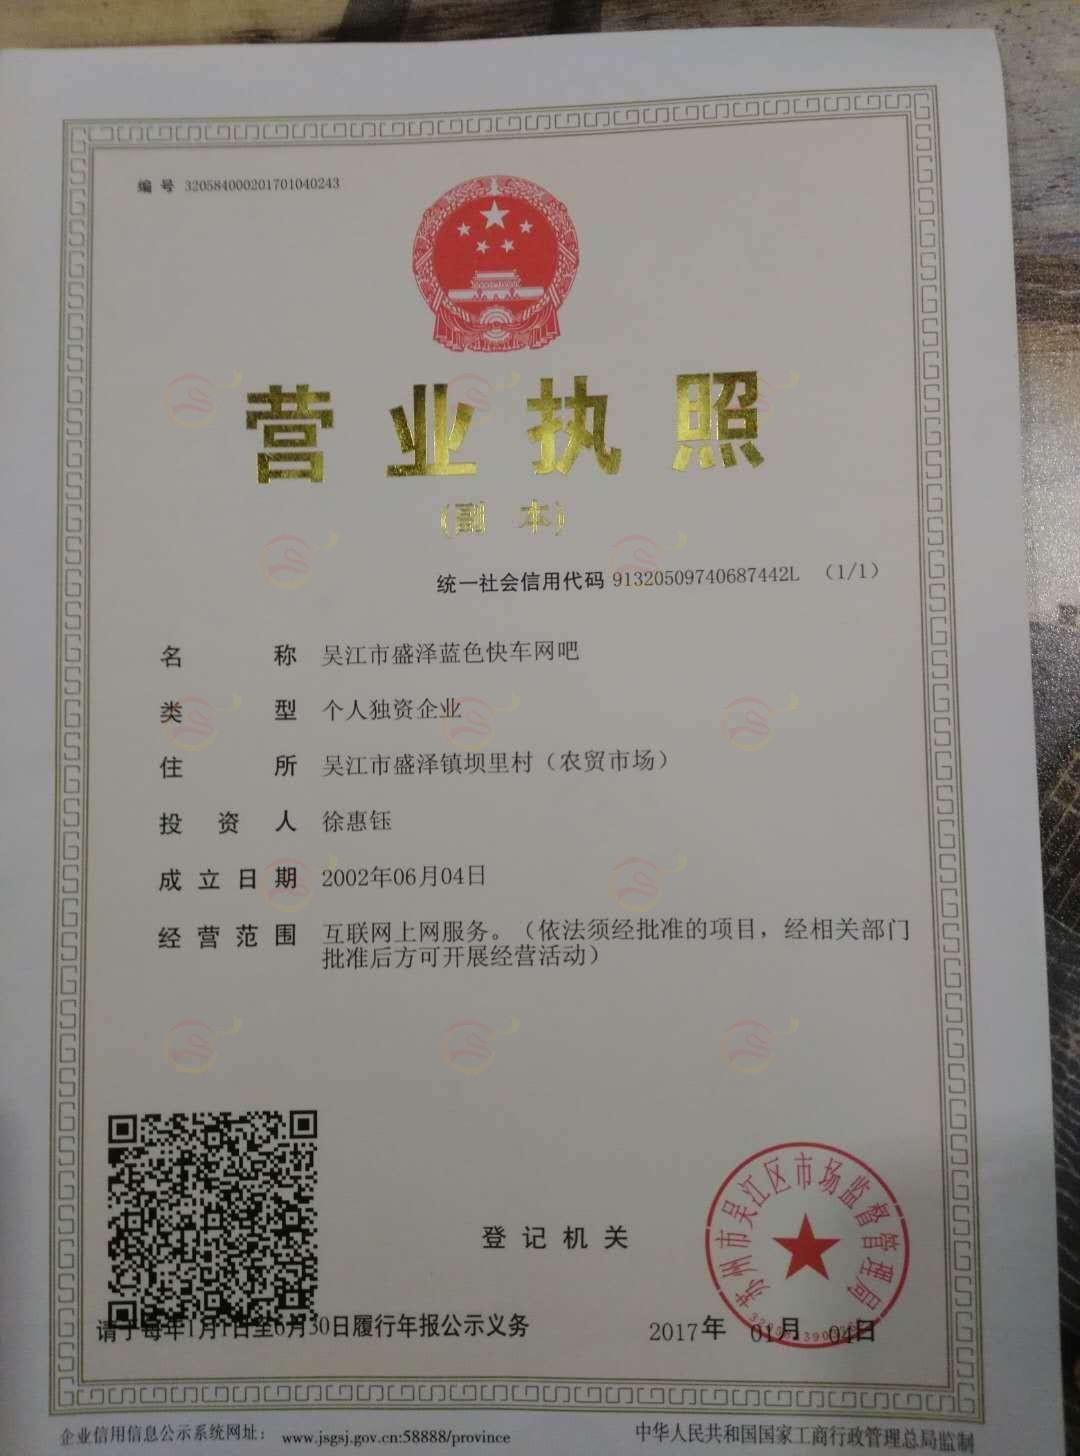 编 号 320584000201701040243
营业执照
(副 本)
统一社会信用代码 91320509740687442L （1/1）
名 称 吴江市盛泽蓝色快车网吧
类 型 个人独资企业
住 所 吴江市盛泽镇坝里村（农贸市场）
投 资 人 徐惠钰
成 立 日 期 2002年06月04日
经 营 范 围 互联网上网服务。（依法须经批准的项目，经相关部门
批准后方可开展经营活动）
登 记 机 关
苏州市吴江区市场监督管理局
请于每年1月1日至6月30日履行年报公示义务
2017年 01月 04日
企业信用信息公示系统网址： www.jsgsj.gov.cn:58888/province
中华人民共和国国家工商行政管理总局监制